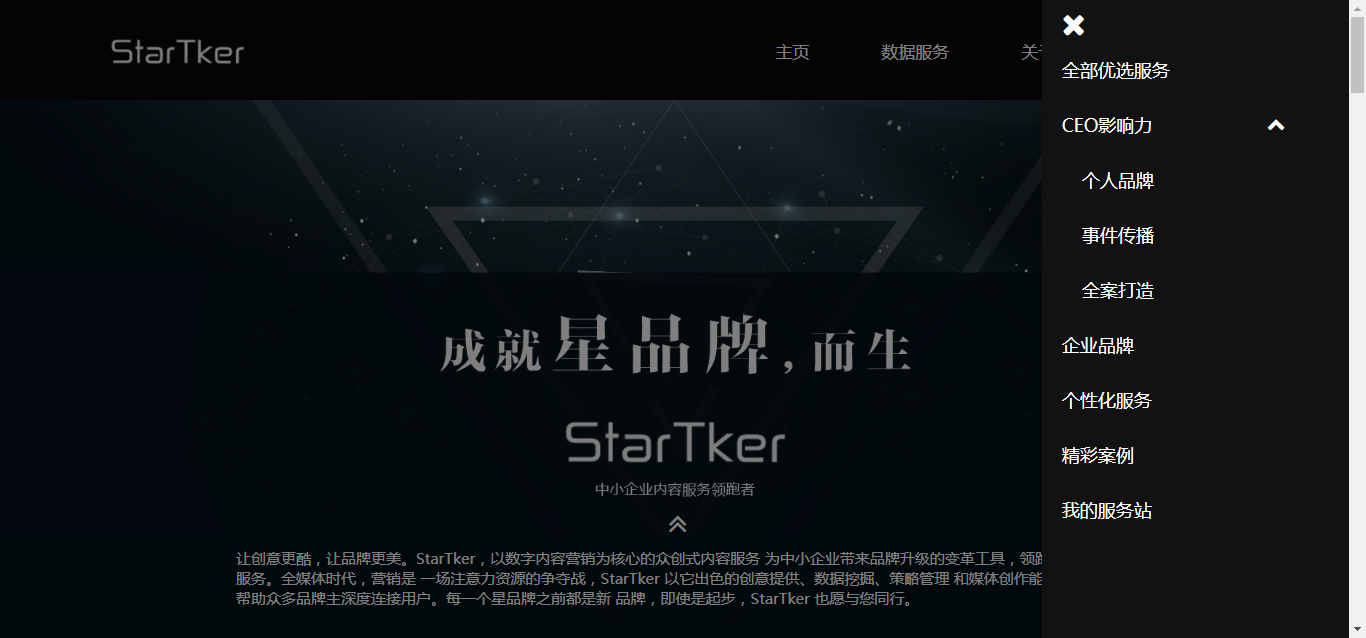 StarTker
主页
数据服务
关于
全部优选服务
CEO影响力
个人品牌
事件传播
全案打造
企业品牌
个性化服务
精彩案例
我的服务站
成就星品牌,而生
StarTker
中小企业内容服务领跑者
让创意更酷，让品牌更美。StarTker，以数字内容营销为核心的众创式内容服务 为中小企业带来品牌升级的变革工具，领跑
服务。全媒体时代，营销是 一场注意力资源的争夺战，StarTker 以它出色的创意提供、数据挖掘、策略管理 和媒体创作能
帮助众多品牌主深度连接用户。每一个星品牌之前都是新 品牌，即使是起步，StarTker 也愿与您同行。